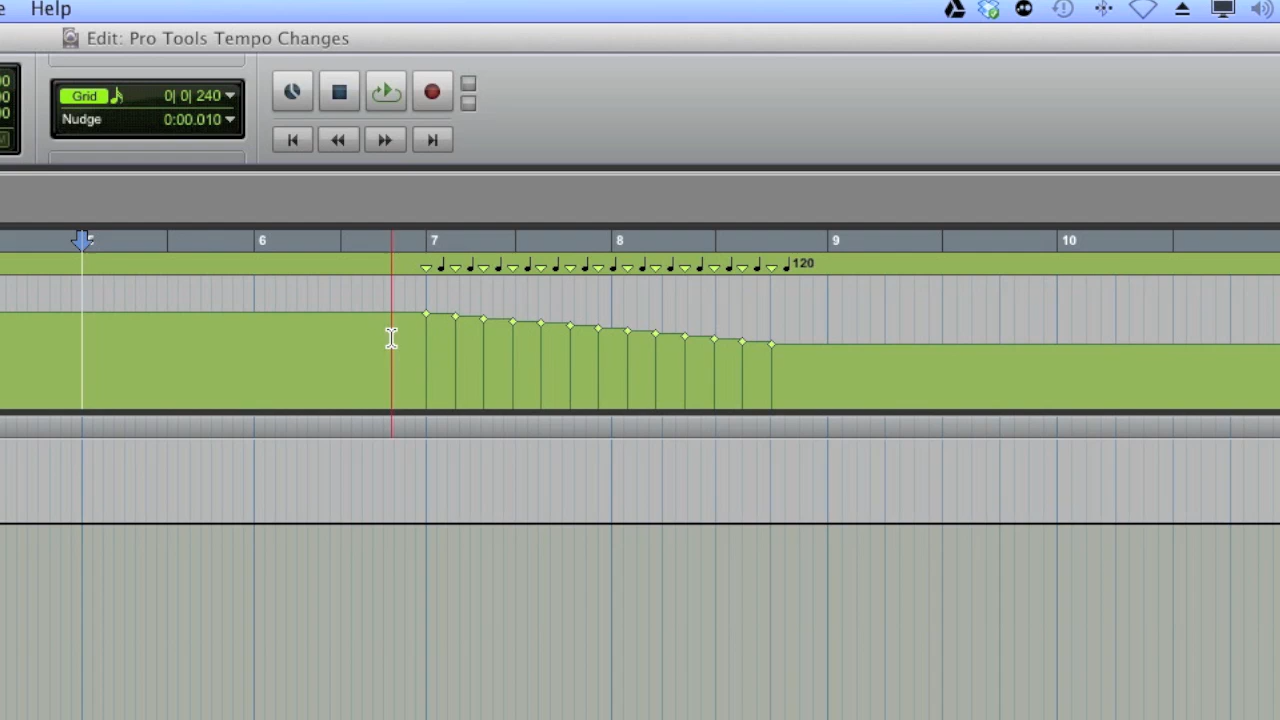 Help
Edit: Pro Tools Tempo Changes
Grid 0| 0| 240
Nudge 0:00.010
6 7 8 9 10
120